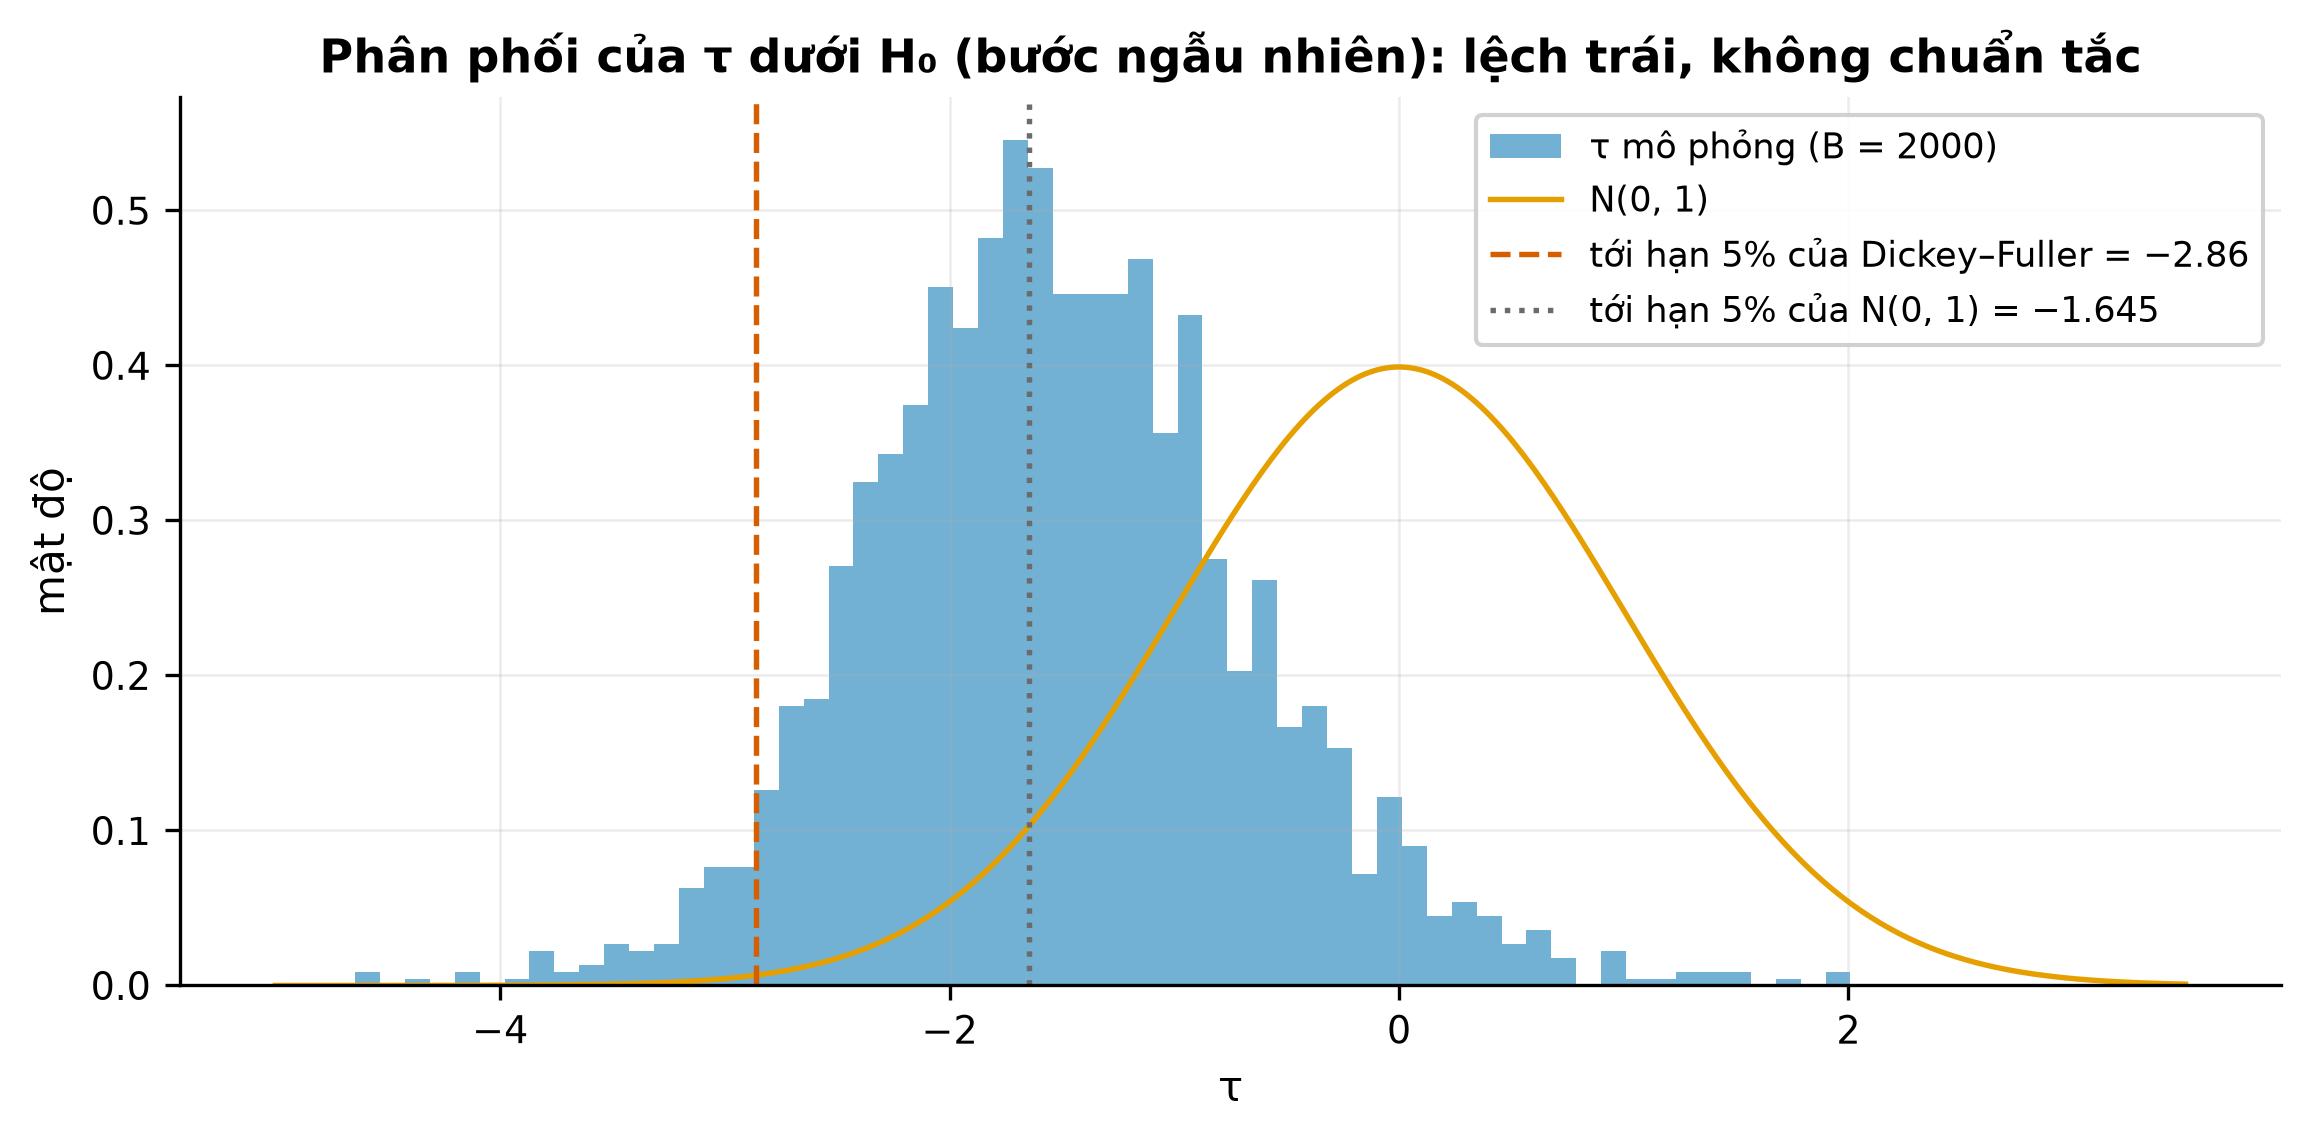 Phân phối của τ dưới H₀ (bước ngẫu nhiên): lệch trái, không chuẩn tắc
τ mô phỏng (B = 2000)
N(0, 1)
tới hạn 5% của Dickey–Fuller = −2.86
tới hạn 5% của N(0, 1) = −1.645
mật độ
0.5
0.4
0.3
0.2
0.1
0.0
−4
−2
0
2
τ